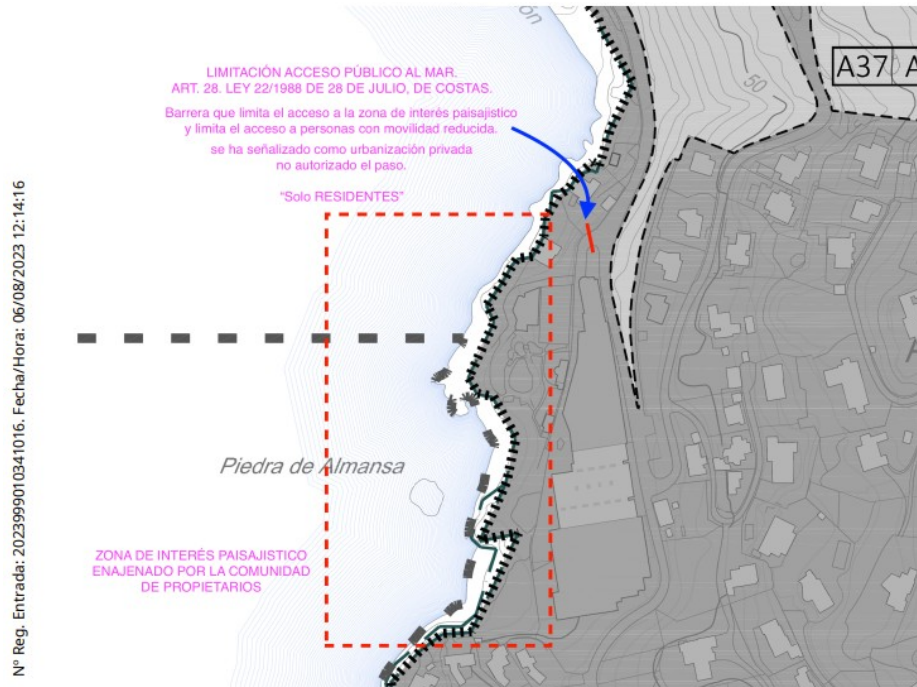 LIMITACIÓN ACCESO PÚBLICO AL MAR.
ART. 28. LEY 22/1988 DE 28 DE JULIO, DE COSTAS.
Barrera que limita el acceso a la zona de interés paisajistico
y limita el acceso a personas con movilidad reducida.
se ha señalizado como urbanización privada
no autorizado el paso.
"Solo RESIDENTES"
A37 A
50
ón
Piedra de Almansa
ZONA DE INTERÉS PAISAJISTICO
ENAJENADO POR LA COMUNIDAD
DE PROPIETARIOS
Nº Reg. Entrada: 2023999010341016. Fecha/Hora: 06/08/2023 12:14:16